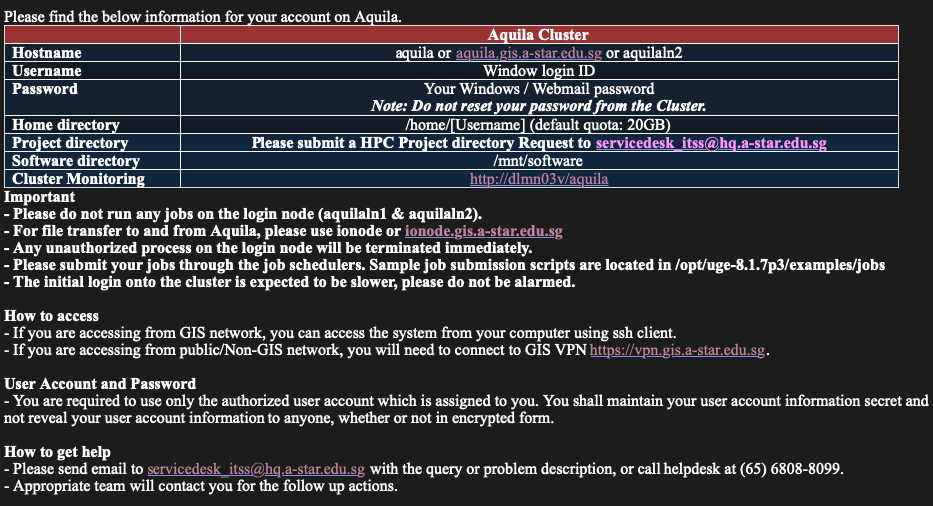 Please find the below information for your account on Aquila.
Aquila Cluster
Hostname aquila or aquila.gis.a-star.edu.sg or aquilaln2
Username Window login ID
Password Your Windows / Webmail password
Note: Do not reset your password from the Cluster.
Home directory /home/[Username] (default quota: 20GB)
Project directory Please submit a HPC Project directory Request to servicedesk_itss@hq.a-star.edu.sg
Software directory /mnt/software
Cluster Monitoring http://dlmn03v/aquila
Important
- Please do not run any jobs on the login node (aquilaln1 & aquilaln2).
- For file transfer to and from Aquila, please use ionode or ionode.gis.a-star.edu.sg
- Any unauthorized process on the login node will be terminated immediately.
- Please submit your jobs through the job schedulers. Sample job submission scripts are located in /opt/uge-8.1.7p3/examples/jobs
- The initial login onto the cluster is expected to be slower, please do not be alarmed.
How to access
- If you are accessing from GIS network, you can access the system from your computer using ssh client.
- If you are accessing from public/Non-GIS network, you will need to connect to GIS VPN https://vpn.gis.a-star.edu.sg.
User Account and Password
- You are required to use only the authorized user account which is assigned to you. You shall maintain your user account information secret and
not reveal your user account information to anyone, whether or not in encrypted form.
How to get help
- Please send email to servicedesk_itss@hq.a-star.edu.sg with the query or problem description, or call helpdesk at (65) 6808-8099.
- Appropriate team will contact you for the follow up actions.